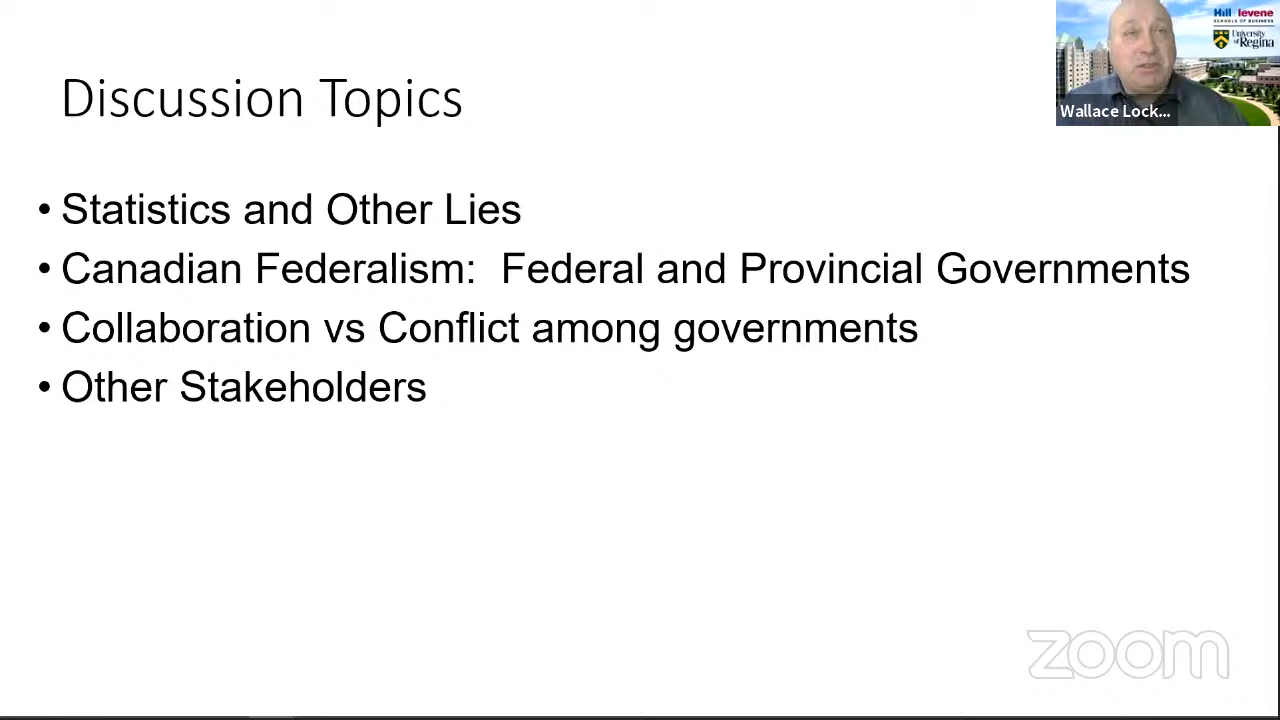 Discussion Topics
• Statistics and Other Lies
• Canadian Federalism:  Federal and Provincial Governments
• Collaboration vs Conflict among governments
• Other Stakeholders
Hill levene
SCHOOLS OF BUSINESS
University
of Regina
Wallace Lock...
zoom